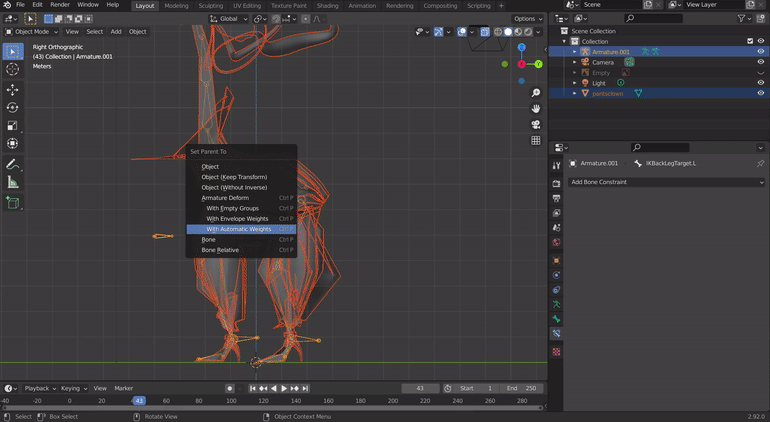 File Edit Render Window Help Layout Modeling Sculpting UV Editing Texture Paint Shading Animation Rendering Compositing Scripting Scene View Layer
Global Options
Object Mode View Select Add Object
Right Orthographic
(43) Collection | Armature.001
Meters
Z
Y
X
Set Parent To
Object
Object (Keep Transform)
Object (Without Inverse)
Armature Deform Ctrl P
With Empty Groups Ctrl P
With Envelope Weights Ctrl P
With Automatic Weights Ctrl P
Bone Ctrl P
Bone Relative Ctrl P
Scene Collection
Collection
Armature.001
Camera
Empty
Light
pantsclown
Armature.001 IKBackLegTarget.L
Add Bone Constraint
Playback Keying View Marker 43 Start 1 End 250
-40 0 43 80 100 120 140 160 180 200 220 240 260 280
Select Box Select Rotate View Object Context Menu 2.92.0